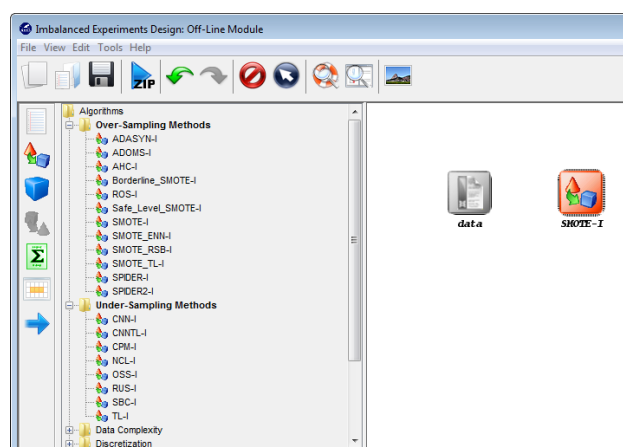 Imbalanced Experiments Design: Off-Line Module
File View Edit Tools Help
ZIP
Algorithms
Over-Sampling Methods
ADASYN-I
ADOMS-I
AHC-I
Borderline_SMOTE-I
ROS-I
Safe_Level_SMOTE-I
SMOTE-I
SMOTE_ENN-I
SMOTE_RSB-I
SMOTE_TL-I
SPIDER-I
SPIDER2-I
Under-Sampling Methods
CNN-I
CNNTL-I
CPM-I
NCL-I
OSS-I
RUS-I
SBC-I
TL-I
Data Complexity
Discretization
Σ
data
SMOTE-I